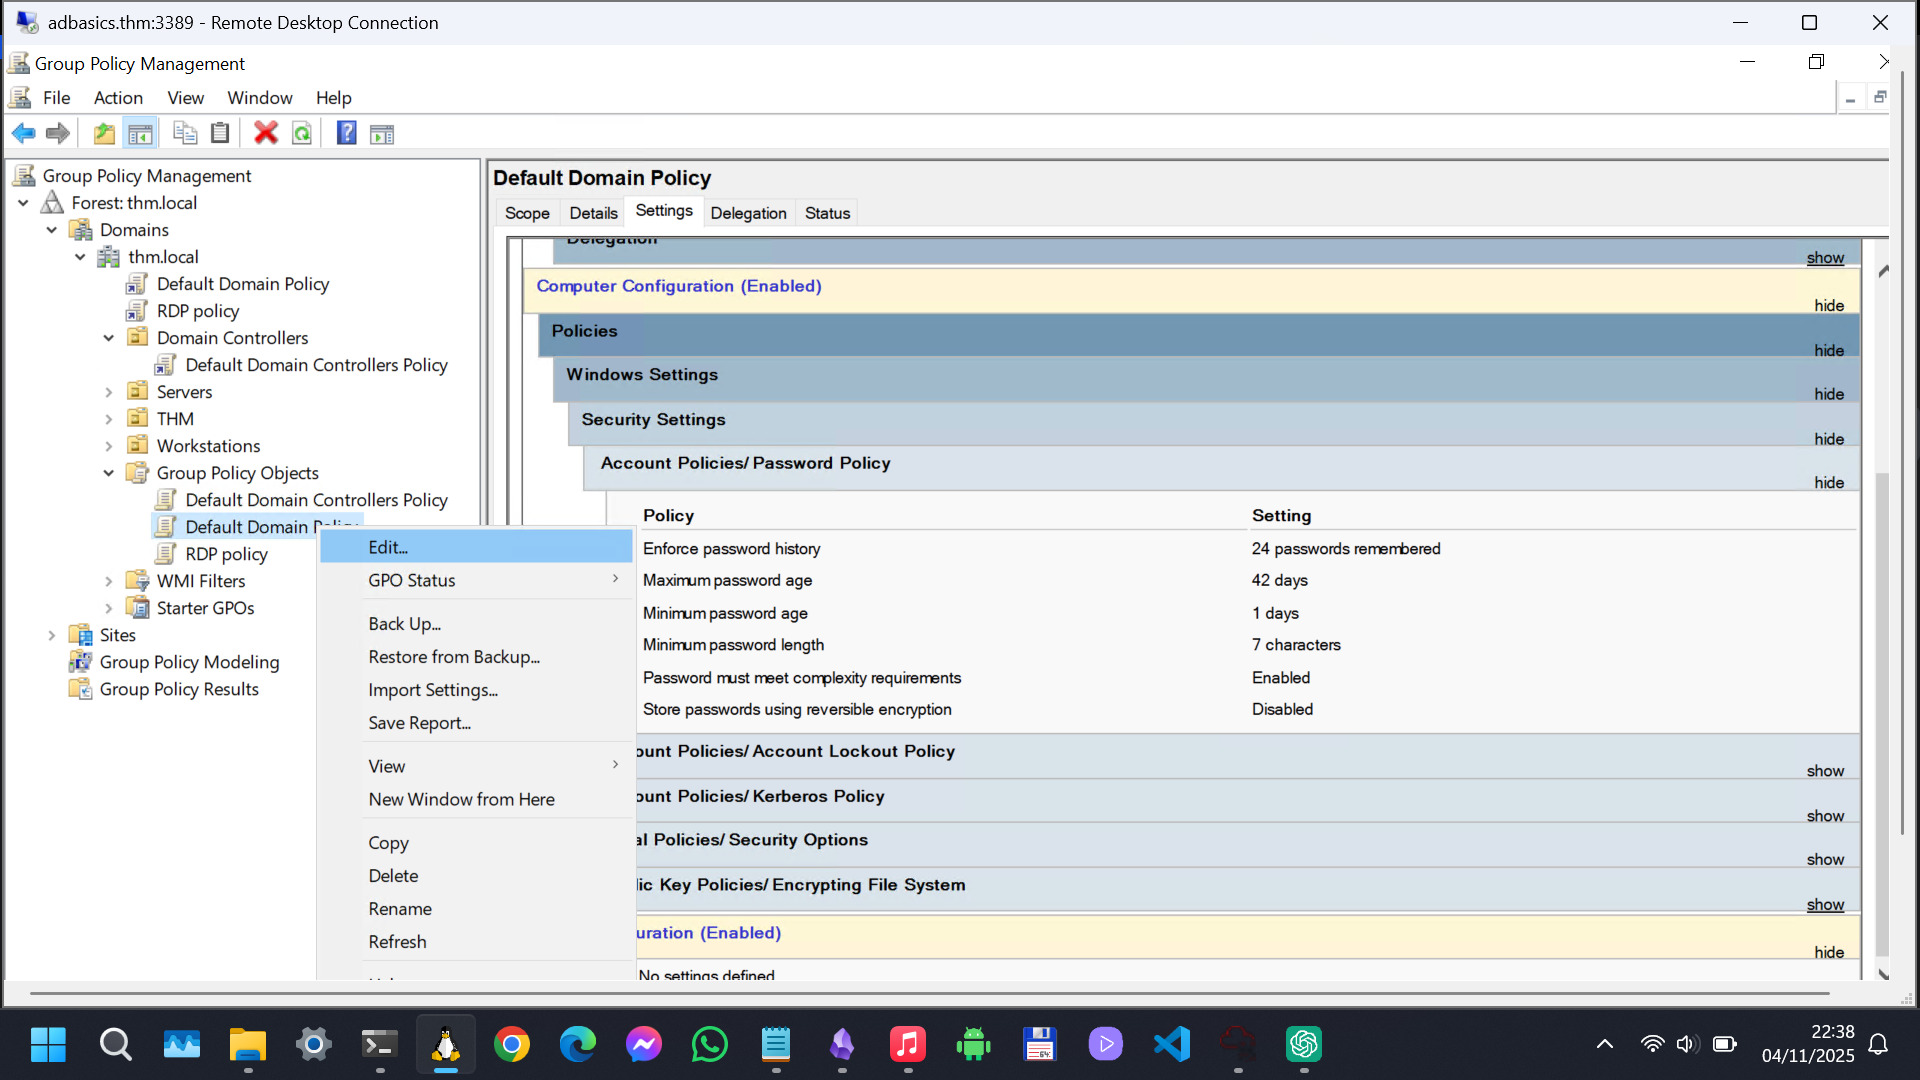 adbasics.thm:3389 - Remote Desktop Connection
Group Policy Management
File Action View Window Help
Group Policy Management
Forest: thm.local
Domains
thm.local
Default Domain Policy
RDP policy
Domain Controllers
Default Domain Controllers Policy
Servers
THM
Workstations
Group Policy Objects
Default Domain Controllers Policy
Default Domain Policy
RDP policy
WMI Filters
Starter GPOs
Sites
Group Policy Modeling
Group Policy Results
Edit...
GPO Status
Back Up...
Restore from Backup...
Import Settings...
Save Report...
View
New Window from Here
Copy
Delete
Rename
Refresh
Default Domain Policy
Scope Details Settings Delegation Status
Delegation
show
Computer Configuration (Enabled)
hide
Policies
hide
Windows Settings
hide
Security Settings
hide
Account Policies/Password Policy
hide
Policy Setting
Enforce password history 24 passwords remembered
Maximum password age 42 days
Minimum password age 1 days
Minimum password length 7 characters
Password must meet complexity requirements Enabled
Store passwords using reversible encryption Disabled
ount Policies/Account Lockout Policy
show
ount Policies/Kerberos Policy
show
al Policies/Security Options
show
lic Key Policies/Encrypting File System
show
uration (Enabled)
hide
No settings defined
64
22:38
04/11/2025